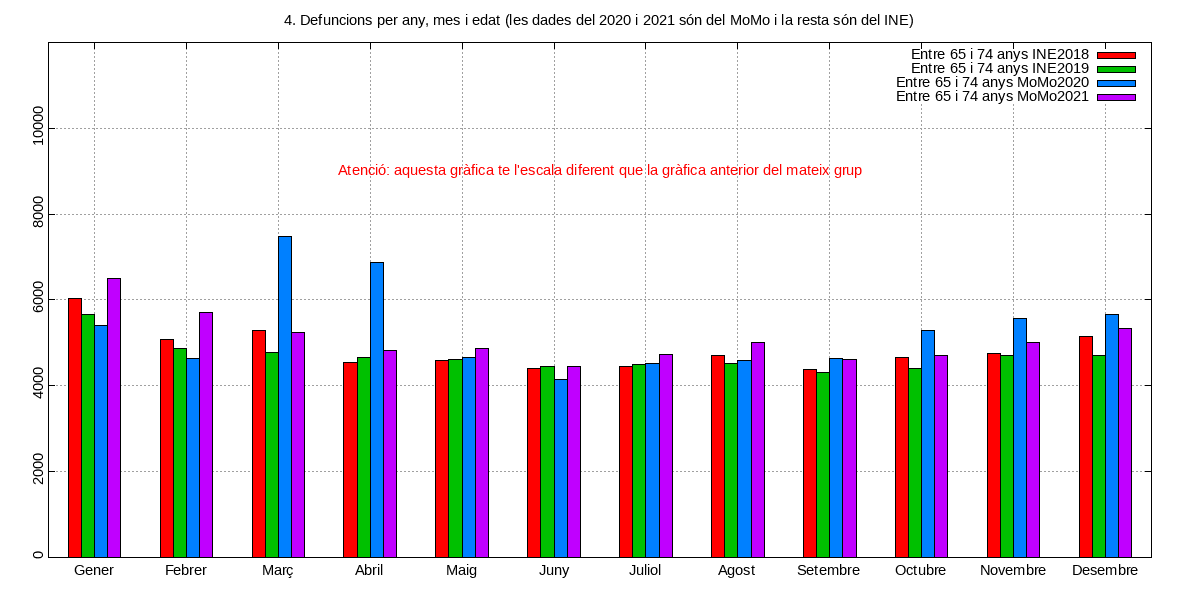 4. Defuncions per any, mes i edat (les dades del 2020 i 2021 són del MoMo i la resta són del INE)
Entre 65 i 74 anys INE2018
Entre 65 i 74 anys INE2019
Entre 65 i 74 anys MoMo2020
Entre 65 i 74 anys MoMo2021
Atenció: aquesta gràfica te l'escala diferent que la gràfica anterior del mateix grup
10000
8000
6000
4000
2000
0
Gener Febrer Març Abril Maig Juny Juliol Agost Setembre Octubre Novembre Desembre